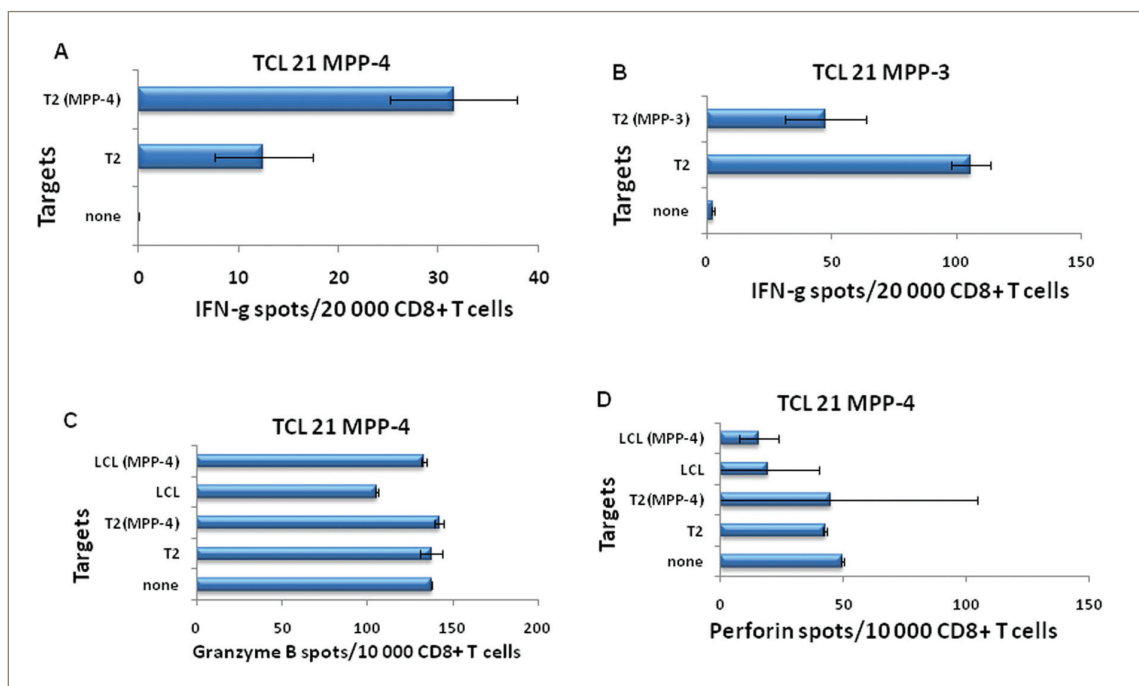 A
TCL 21 MPP-4
Targets
T2 (MPP-4)
T2
none
0 10 20 30 40
IFN-g spots/20 000 CD8+ T cells
B
TCL 21 MPP-3
Targets
T2 (MPP-3)
T2
none
0 50 100 150
IFN-g spots/20 000 CD8+ T cells
C
TCL 21 MPP-4
Targets
LCL (MPP-4)
LCL
T2 (MPP-4)
T2
none
0 50 100 150 200
Granzyme B spots/10 000 CD8+ T cells
D
TCL 21 MPP-4
Targets
LCL (MPP-4)
LCL
T2 (MPP-4)
T2
none
0 50 100 150
Perforin spots/10 000 CD8+ T cells